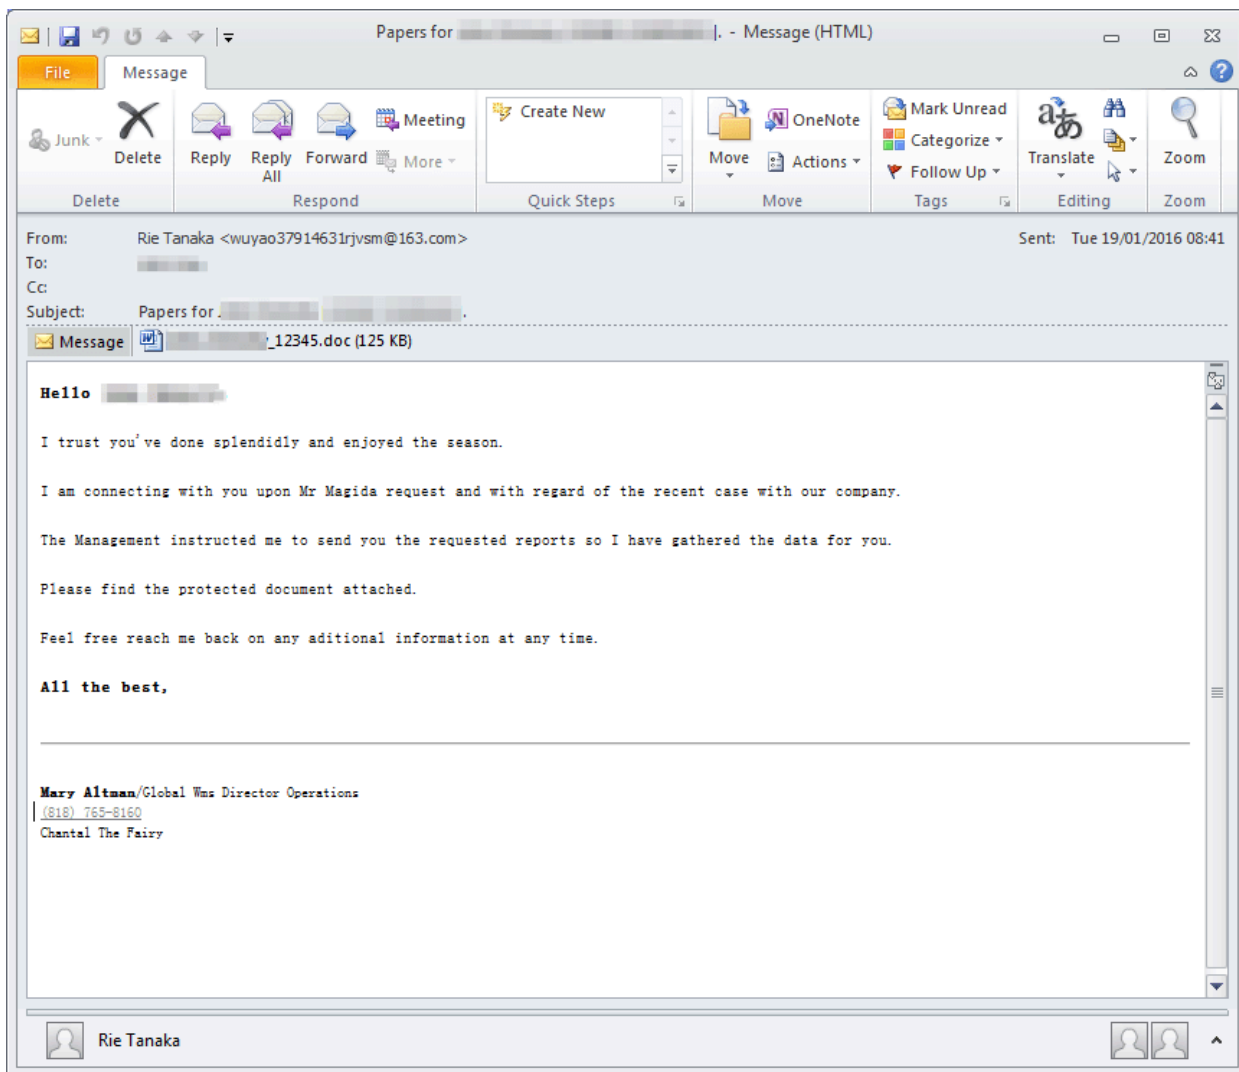 Papers for . - Message (HTML)
File Message
Junk
Delete
Reply
Reply All
Forward
Meeting
More
Create New
Move
OneNote
Actions
Mark Unread
Categorize
Follow Up
Translate
Zoom
Delete Respond Quick Steps Move Tags Editing Zoom
From: Rie Tanaka <wuyao37914631rjvsm@163.com> Sent: Tue 19/01/2016 08:41
To:
Cc:
Subject: Papers for .
Message _12345.doc (125 KB)
Hello
I trust you've done splendidly and enjoyed the season.
I am connecting with you upon Mr Magida request and with regard of the recent case with our company.
The Management instructed me to send you the requested reports so I have gathered the data for you.
Please find the protected document attached.
Feel free reach me back on any aditional information at any time.
All the best,
Mary Altman/Global Wms Director Operations
(818) 765-8160
Chantal The Fairy
Rie Tanaka